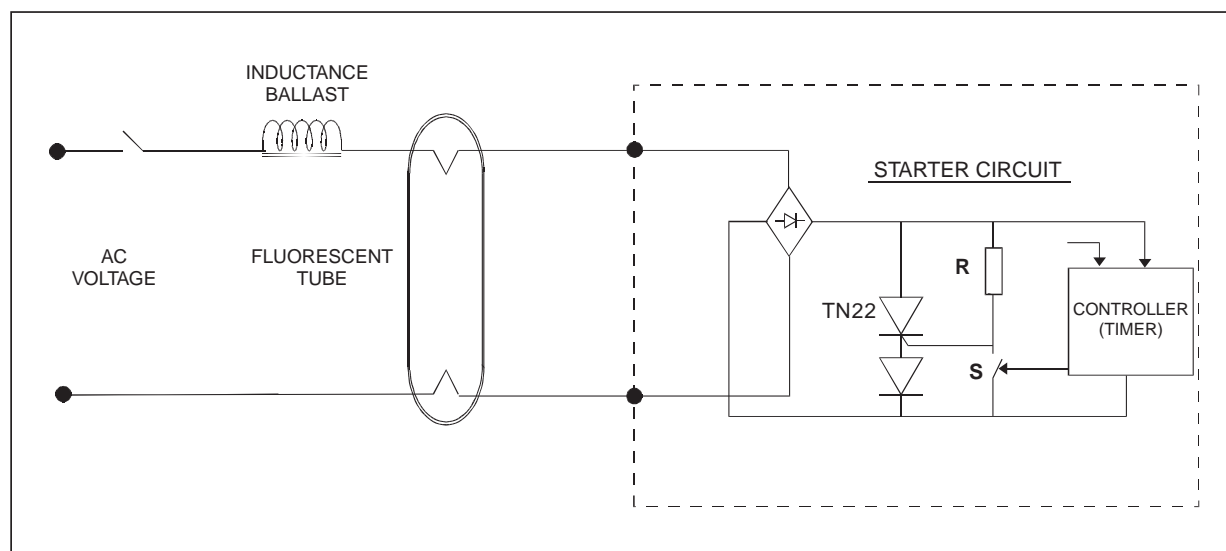 INDUCTANCE
BALLAST
STARTER CIRCUIT
AC
VOLTAGE
FLUORESCENT
TUBE
R
TN22
CONTROLLER
(TIMER)
S